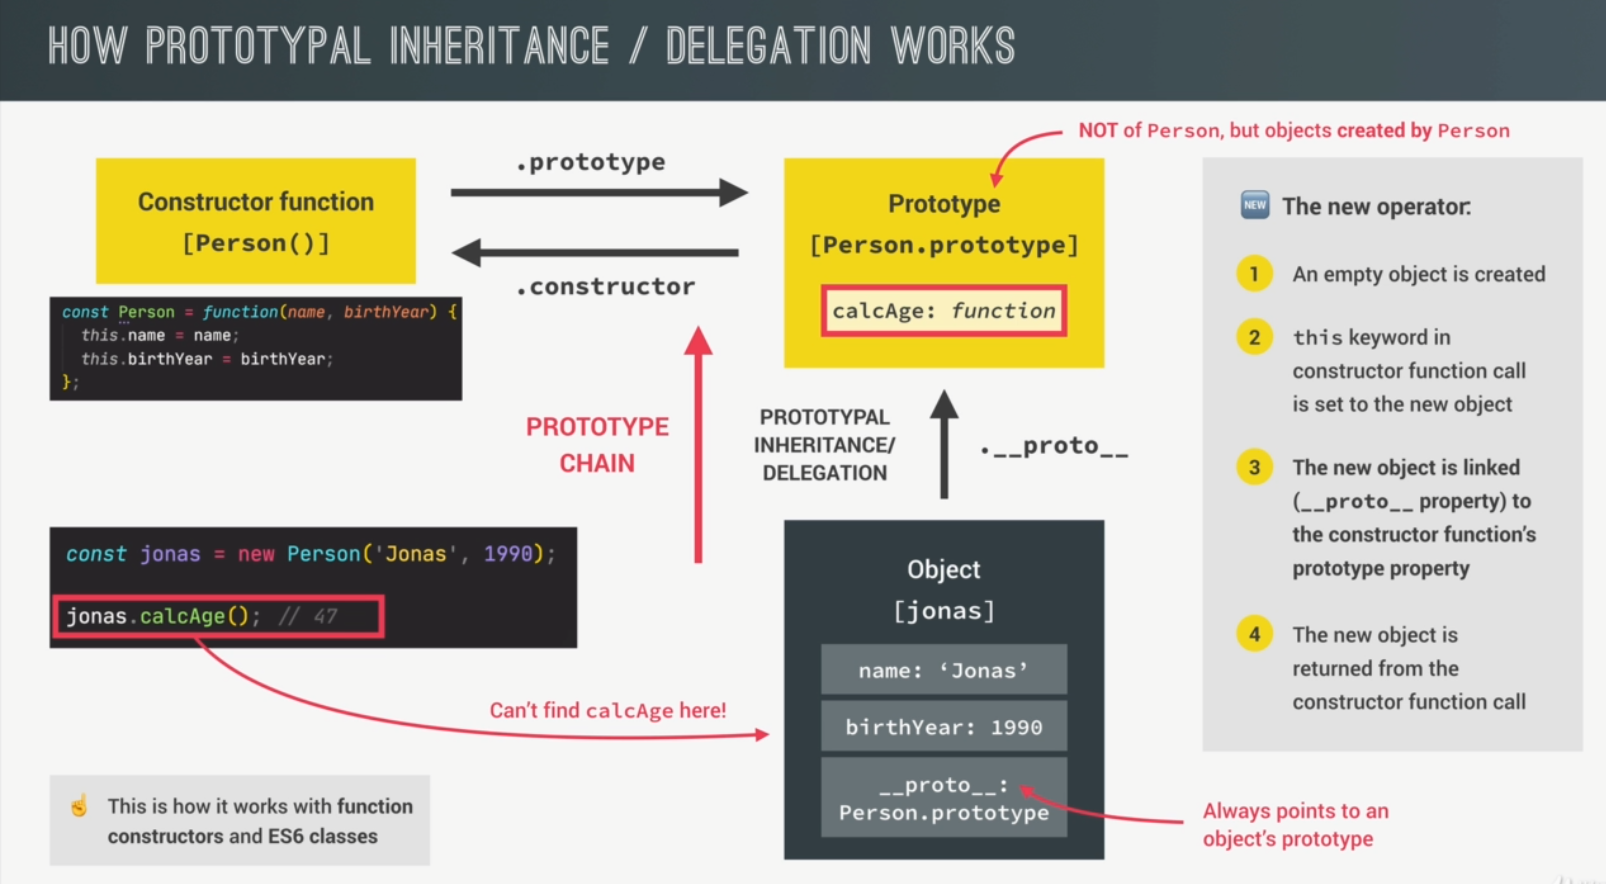 HOW PROTOTYPAL INHERITANCE / DELEGATION WORKS
NOT of Person, but objects created by Person
Constructor function
[Person()]
.prototype
.constructor
Prototype
[Person.prototype]
calcAge: function
const Person = function(name, birthYear) {
this.name = name;
this.birthYear = birthYear;
};
PROTOTYPE
CHAIN
PROTOTYPAL
INHERITANCE/
DELEGATION
.__proto__
const jonas = new Person('Jonas', 1990);
jonas.calcAge(); // 47
Can't find calcAge here!
Object
[jonas]
name: ‘Jonas’
birthYear: 1990
__proto__:
Person.prototype
Always points to an
object's prototype
☝ This is how it works with function
constructors and ES6 classes
NEW The new operator:
1 An empty object is created
2 this keyword in
constructor function call
is set to the new object
3 The new object is linked
(__proto__ property) to
the constructor function's
prototype property
4 The new object is
returned from the
constructor function call